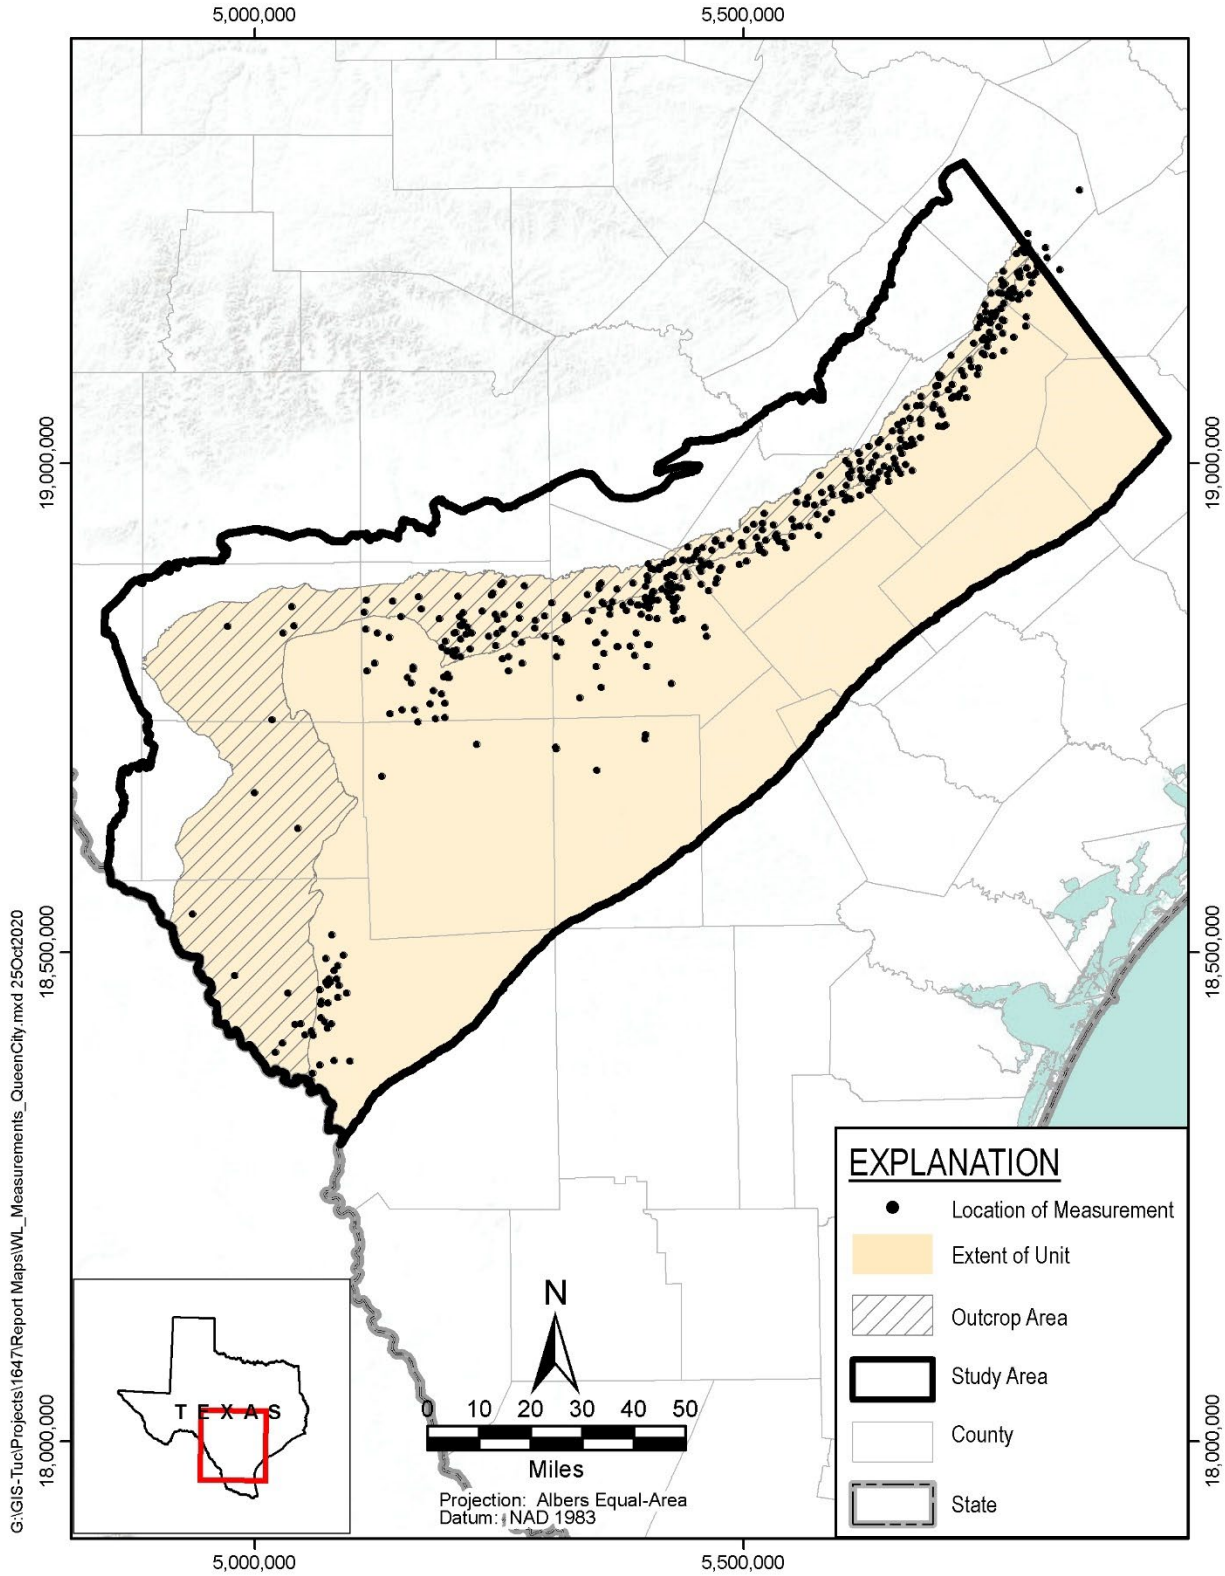 5,000,000
5,500,000
19,000,000
19,000,000
18,500,000
18,500,000
18,000,000
18,000,000
G:\GIS-Tuc\Projects\1647\Report Maps\WL_Measurements_QueenCity.mxd 25Oct2020
EXPLANATION
Location of Measurement
Extent of Unit
Outcrop Area
Study Area
County
State
TEXAS
N
0 10 20 30 40 50
Miles
Projection: Albers Equal-Area
Datum: NAD 1983
5,000,000
5,500,000